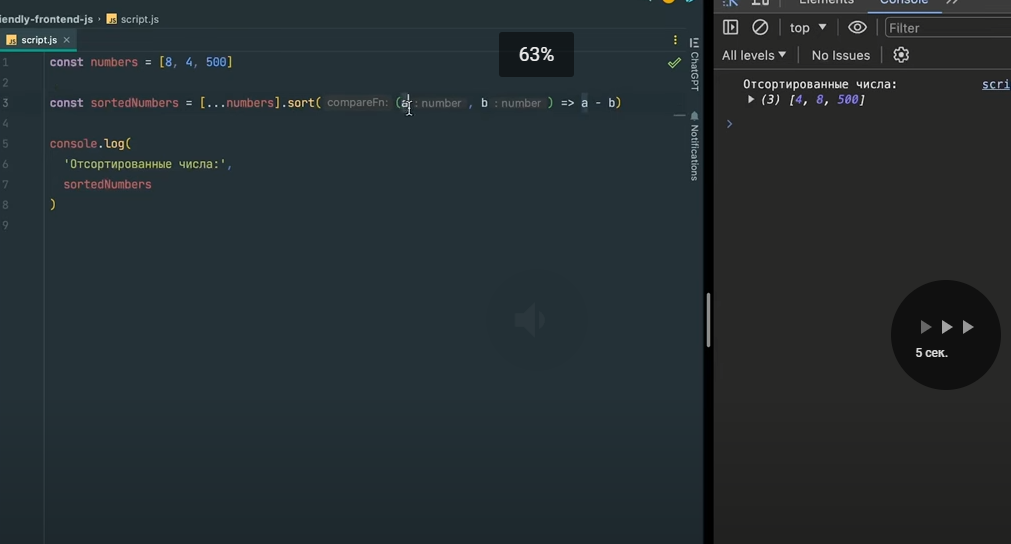 iendly-frontend-js › script.js
script.js ×
1 const numbers = [8, 4, 500]
2
3 const sortedNumbers = [...numbers].sort( compareFn: (a : number , b : number ) => a - b)
4
5 console.log(
6 'Отсортированные числа:',
7 sortedNumbers
8 )
9
63%
ChatGPT
Notifications
Elements Console »
top ▼ Filter
All levels ▼ No Issues
Отсортированные числа: scri
▶ (3) [4, 8, 500]
>
5 сек.